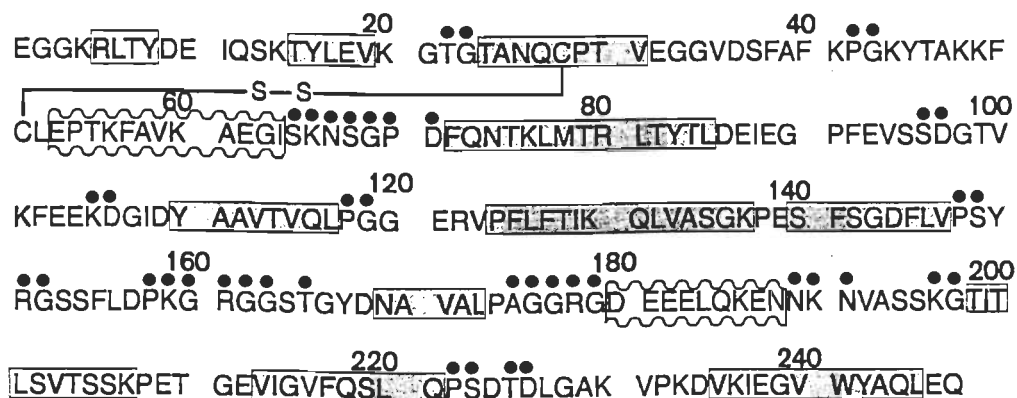 20 40
EGGKRLTYDE IQSKTYLEVK GTGTANQCPT VEGGVDSFAF KPGKYTAKKF
S S
60 80 100
CLEPTKFAVK AEGISKNSGP DFQNTKLMTR LTYTLDEIEG PFEVSSDGTV
120 140
KFEEKDGIDY AAVTVQLPGG ERVPFLFTIK QLVASGKPES FSGDFLVPSY
160 180 200
RGSSFLDPKG RGGSTGYDNA VALPAGGRGD EEELQKENNK NVASSKGTIT
220 240
LSVTSSKPET GEVIGVFQSL QPSDTDLGAK VPKDVKIEGV WYAQLEQ